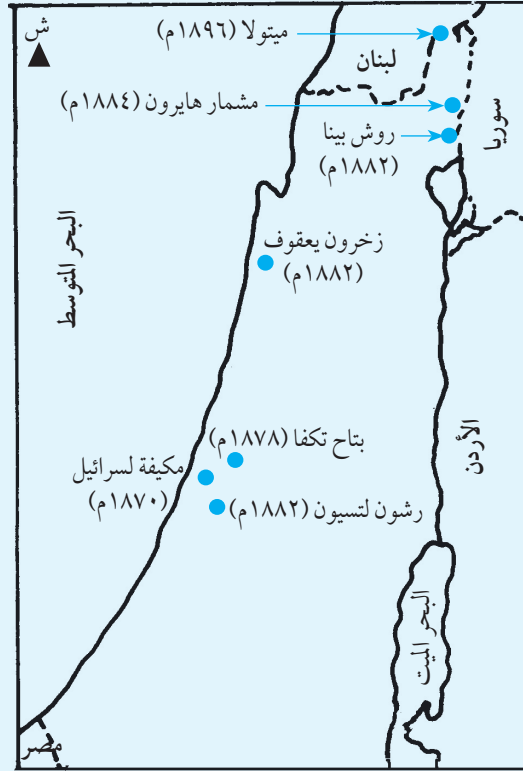 ش
ميتولا (١٨٩٦م)
لبنان
مشمار هايرون (١٨٨٤م)
سوريا
روش بينا
(١٨٨٢م)
البحر المتوسط
زخرون يعقوف
(١٨٨٢م)
بتاح تكفا (١٨٧٨م)
الأردن
مكيفة لسرائيل
(١٨٧٠م)
رشون لتسيون (١٨٨٢م)
البحر الميت
مصر